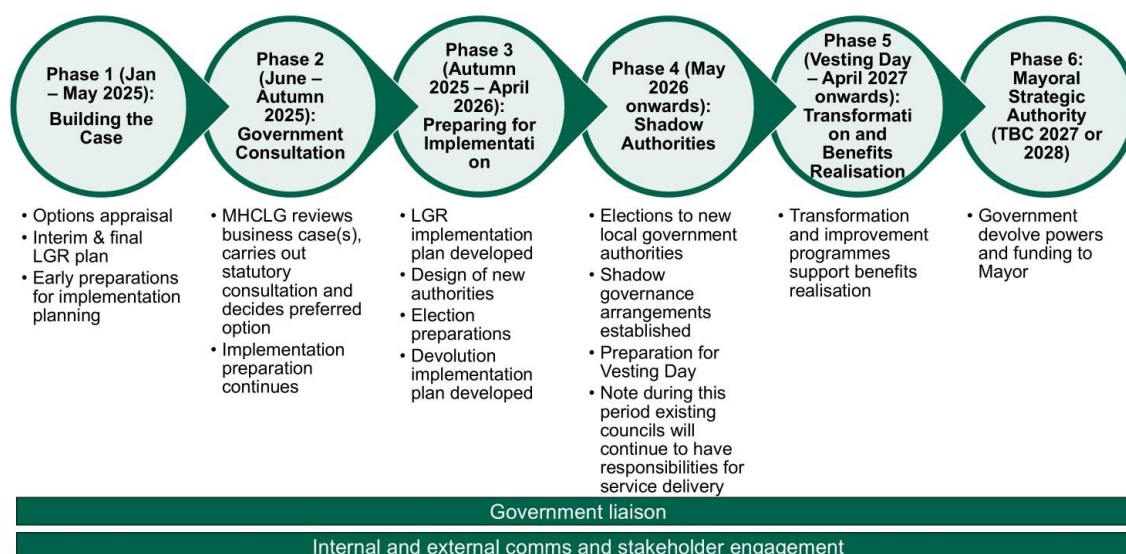 Phase 1 (Jan
– May 2025):
Building the
Case
Phase 2
(June –
Autumn
2025):
Government
Consultation
Phase 3
(Autumn
2025 – April
2026):
Preparing for
Implementati
on
Phase 4 (May
2026
onwards):
Shadow
Authorities
Phase 5
(Vesting Day
– April 2027
onwards):
Transformati
on and
Benefits
Realisation
Phase 6:
Mayoral
Strategic
Authority
(TBC 2027 or
2028)
• Options appraisal
• Interim & final
LGR plan
• Early preparations
for implementation
planning
• MHCLG reviews
business case(s),
carries out
statutory
consultation and
decides preferred
option
• Implementation
preparation
continues
• LGR
implementation
plan developed
• Design of new
authorities
• Election
preparations
• Devolution
implementation
plan developed
• Elections to new
local government
authorities
• Shadow
governance
arrangements
established
• Preparation for
Vesting Day
• Note during this
period existing
councils will
continue to have
responsibilities for
service delivery
• Transformation
and improvement
programmes
support benefits
realisation
• Government
devolve powers
and funding to
Mayor
Government liaison
Internal and external comms and stakeholder engagement